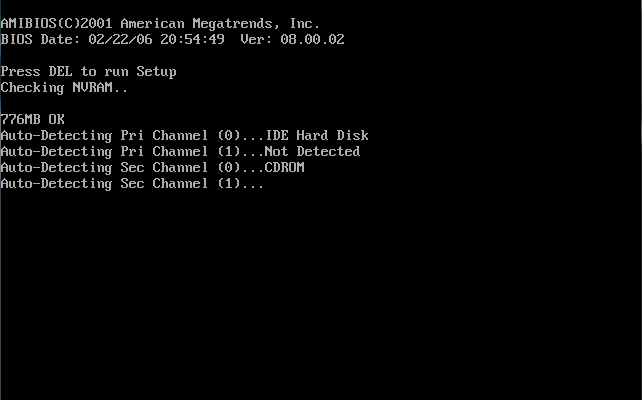 AMIBIOS(C)2001 American Megatrends, Inc.
BIOS Date: 02/22/06 20:54:49  Ver: 08.00.02
Press DEL to run Setup
Checking NVRAM..
776MB OK
Auto-Detecting Pri Channel (0)...IDE Hard Disk
Auto-Detecting Pri Channel (1)...Not Detected
Auto-Detecting Sec Channel (0)...CDROM
Auto-Detecting Sec Channel (1)...